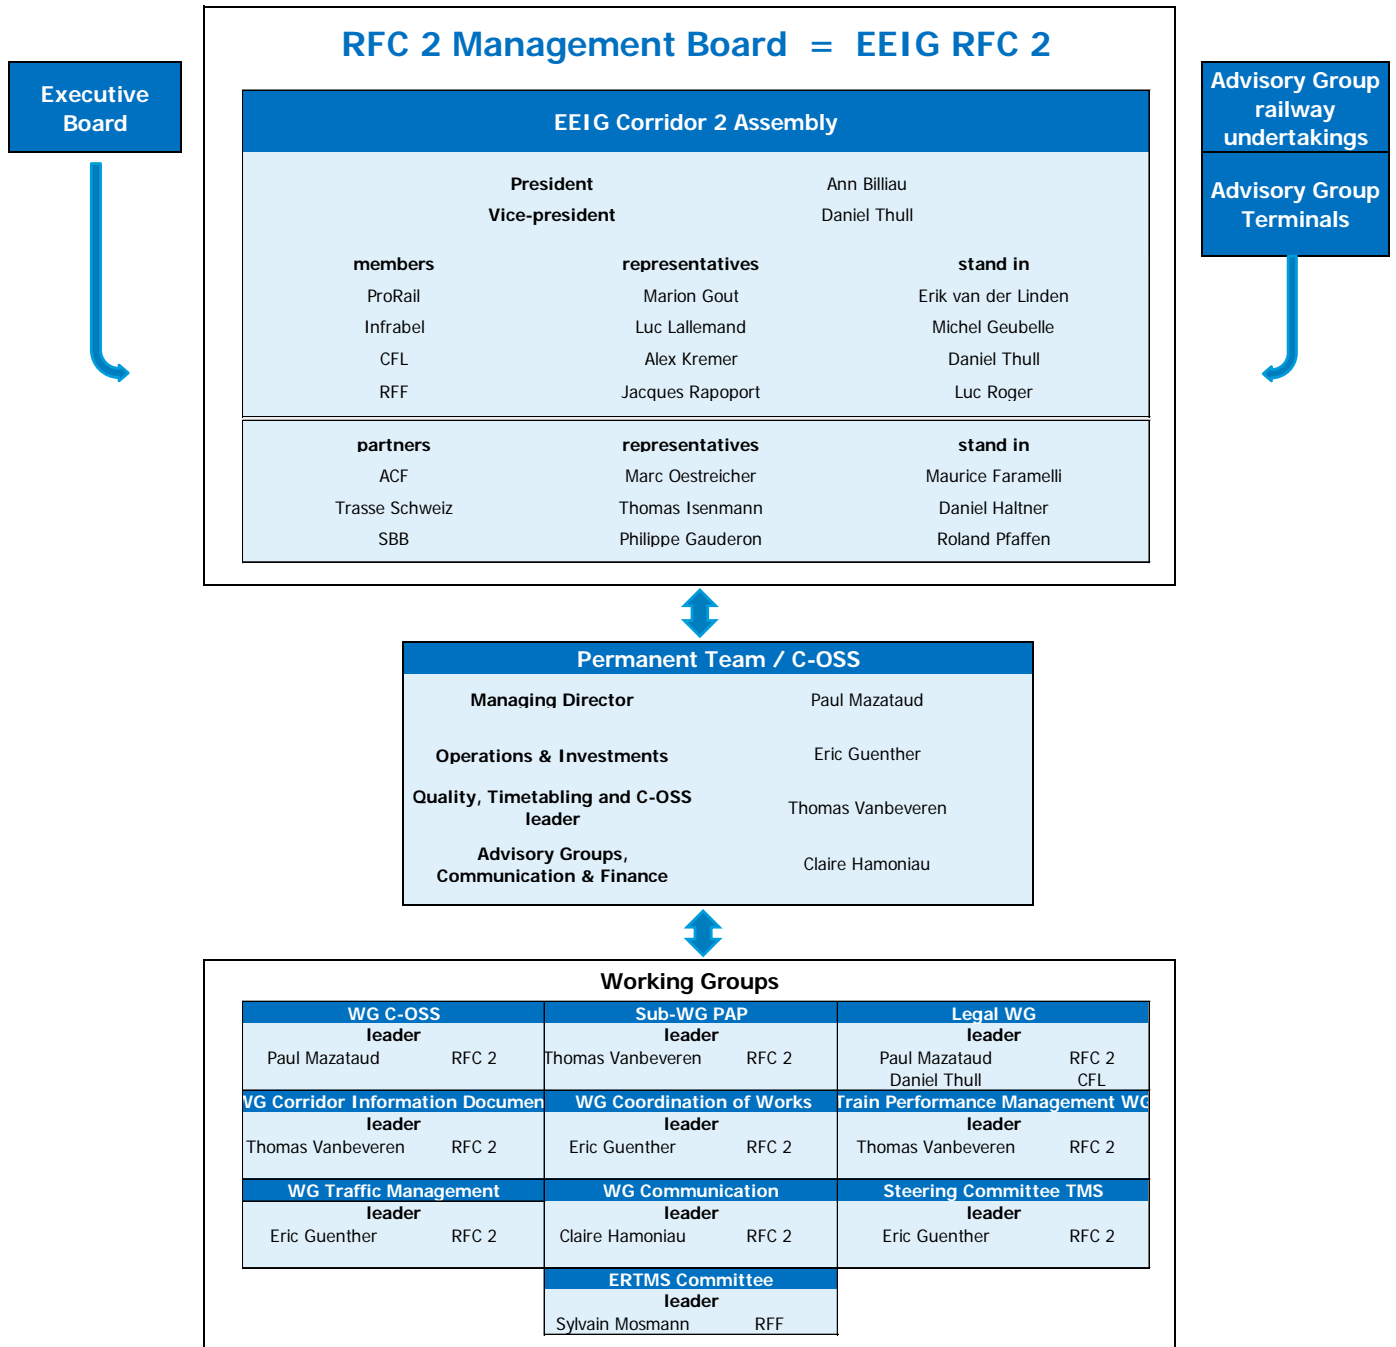 RFC 2 Management Board = EEIG RFC 2
Executive
Board
Advisory Group
railway
undertakings
Advisory Group
Terminals
EEIG Corridor 2 Assembly
President Ann Billiau
Vice-president Daniel Thull
members representatives stand in
ProRail Marion Gout Erik van der Linden
Infrabel Luc Lallemand Michel Geubelle
CFL Alex Kremer Daniel Thull
RFF Jacques Rapoport Luc Roger
partners representatives stand in
ACF Marc Oestreicher Maurice Faramelli
Trasse Schweiz Thomas Isenmann Daniel Haltner
SBB Philippe Gauderon Roland Pfaffen
Permanent Team / C-OSS
Managing Director Paul Mazataud
Operations & Investments Eric Guenther
Quality, Timetabling and C-OSS
leader
Thomas Vanbeveren
Advisory Groups,
Communication & Finance
Claire Hamoniau
Working Groups
WG C-OSS Sub-WG PAP Legal WG
leader leader leader
Paul Mazataud RFC 2 Thomas Vanbeveren RFC 2 Paul Mazataud RFC 2
Daniel Thull CFL
WG Corridor Information Documen WG Coordination of Works Train Performance Management WG
leader leader leader
Thomas Vanbeveren RFC 2 Eric Guenther RFC 2 Thomas Vanbeveren RFC 2
WG Traffic Management WG Communication Steering Committee TMS
leader leader leader
Eric Guenther RFC 2 Claire Hamoniau RFC 2 Eric Guenther RFC 2
ERTMS Committee
leader
Sylvain Mosmann RFF